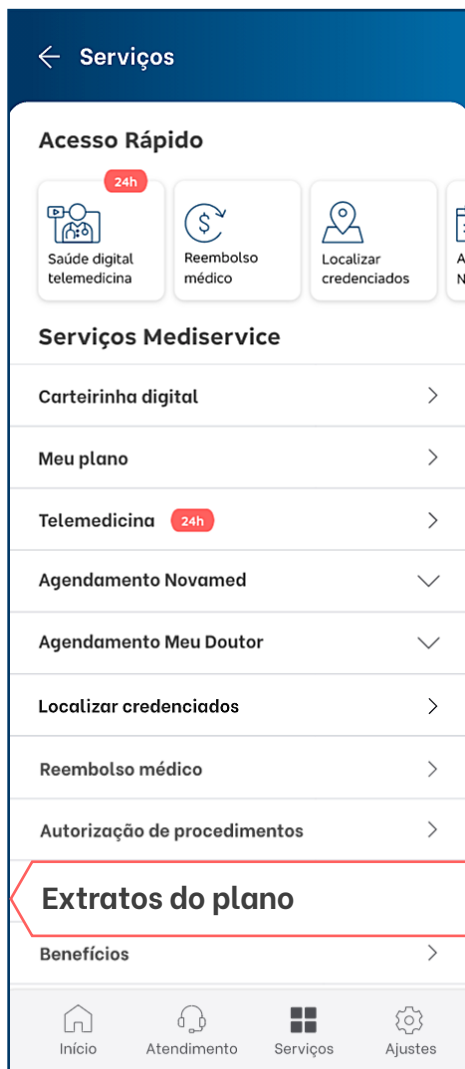 Serviços
Acesso Rápido
24h
Saúde digital
telemedicina
Reembolso
médico
Localizar
credenciados
A
N
Serviços Mediservice
Carteirinha digital
Meu plano
Telemedicina 24h
Agendamento Novamed
Agendamento Meu Doutor
Localizar credenciados
Reembolso médico
Autorização de procedimentos
Extratos do plano
Benefícios
Início Atendimento Serviços Ajustes